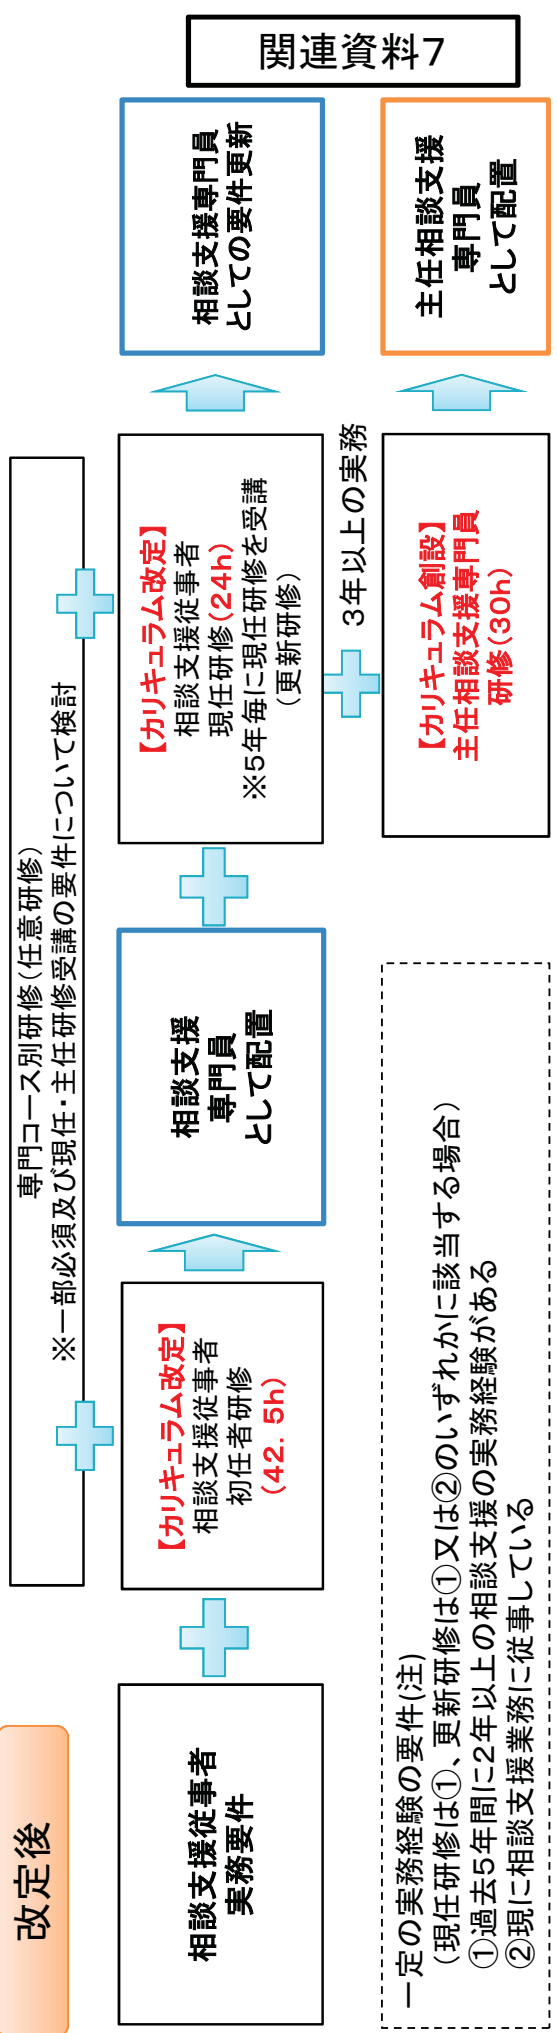 関連資料7
改定後
専門コース別研修(任意研修)
※一部必須及び現任・主任研修受講の要件について検討
相談支援従事者
実務要件
【カリキュラム改定】
相談支援従事者
初任者研修
(42．5h)
相談支援
専門員
として配置
【カリキュラム改定】
相談支援従事者
現任研修(24h)
※5年毎に現任研修を受講
(更新研修)
相談支援専門員
としての要件更新
3年以上の実務
【カリキュラム創設】
主任相談支援専門員
研修(30h)
主任相談支援
専門員
として配置
一定の実務経験の要件(注)
(現任研修は①、更新研修は①又は②のいずれかに該当する場合)
①過去5年間に2年以上の相談支援の実務経験がある
②現に相談支援業務に従事している